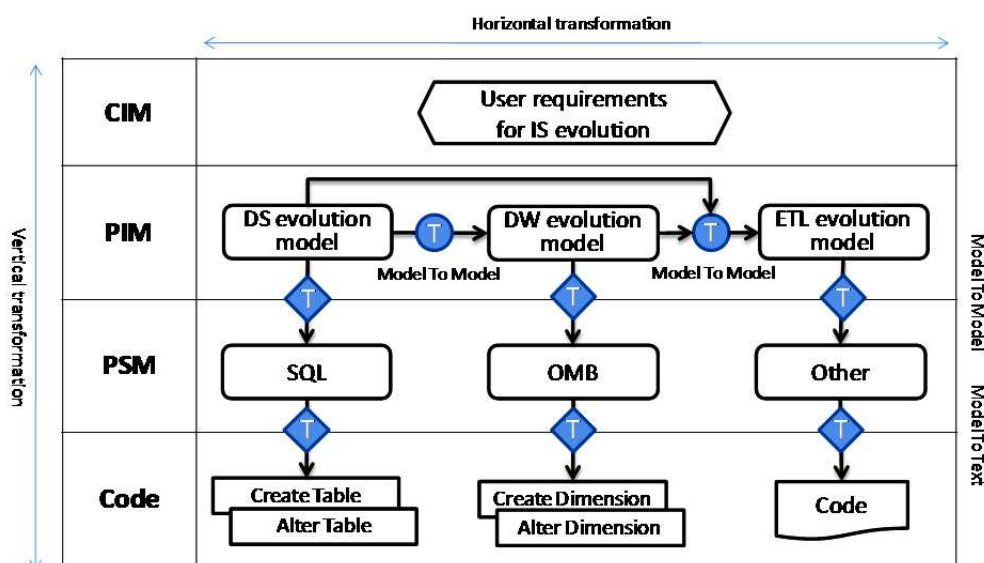 Horizontal transformation
Vertical transformation
CIM
User requirements
for IS evolution
PIM
DS evolution
model
T
DW evolution
model
T
ETL evolution
model
Model To Model
Model To Model
T
T
T
Model To Model
PSM
SQL
OMB
Other
T
T
T
Model To Text
Code
Create Table
Alter Table
Create Dimension
Alter Dimension
Code